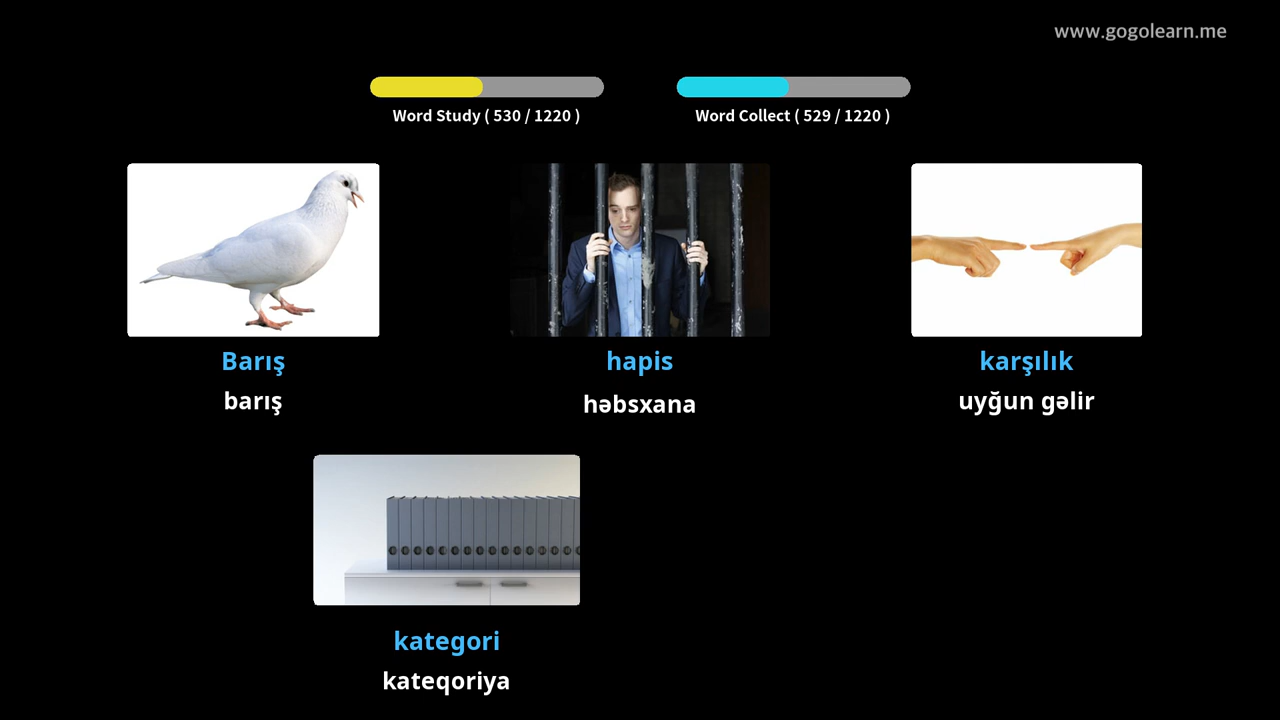 www.gogolearn.me
Word Study ( 530 / 1220 )
Word Collect ( 529 / 1220 )
Barış
barış
hapis
həbsxana
karşılık
uyğun gəlir
kategori
kateqoriya